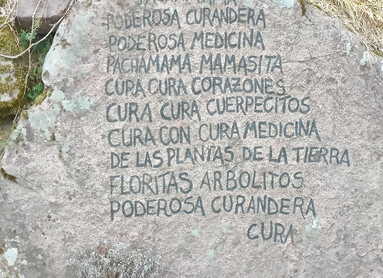 PODEROSA CURANDERA
PODEROSA MEDICINA
PACHAMAMA MAMASITA
CURA CURA CORAZONES
CURA CURA CUERPECITOS
CURA CON CURA MEDICINA
DE LAS PLANTAS DE LA TIERRA
FLORITAS ARBOLITOS
PODEROSA CURANDERA
CURA